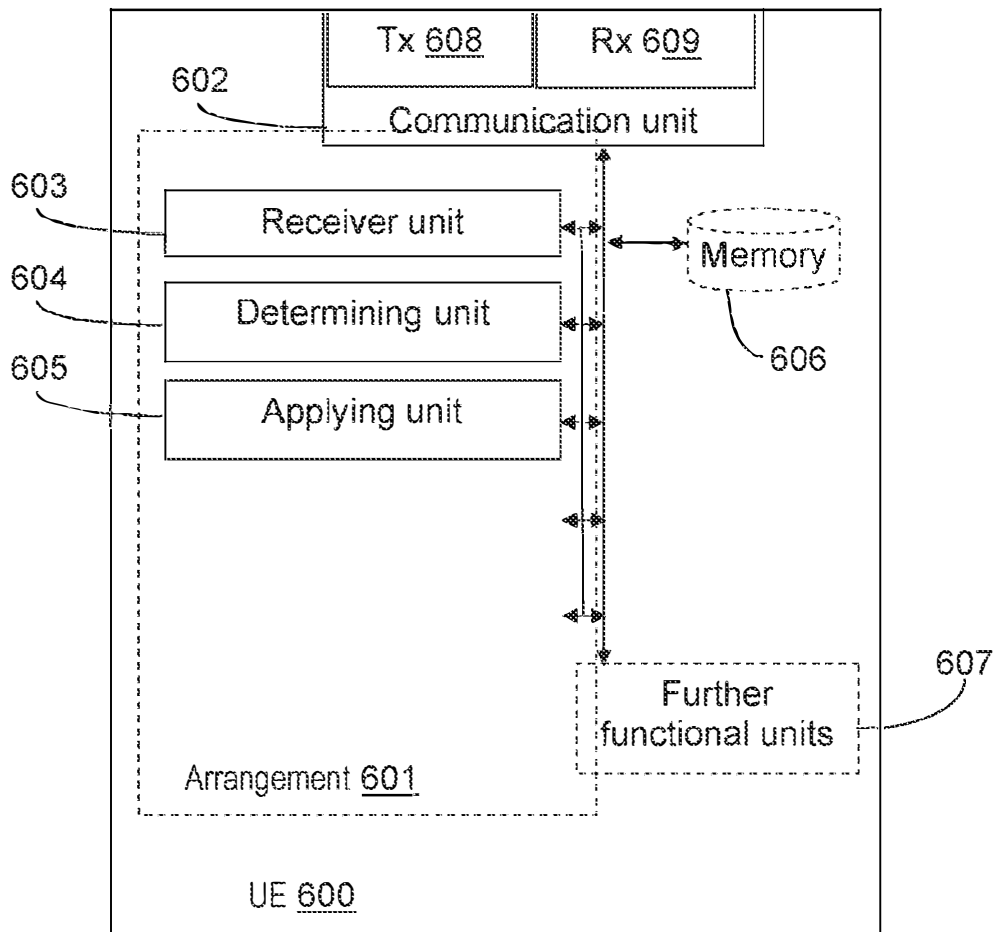 Tx 608
Rx 609
602
Communication unit
603
Receiver unit
Memory
604
Determining unit
606
605
Applying unit
607
Further
functional units
Arrangement 601
UE 600